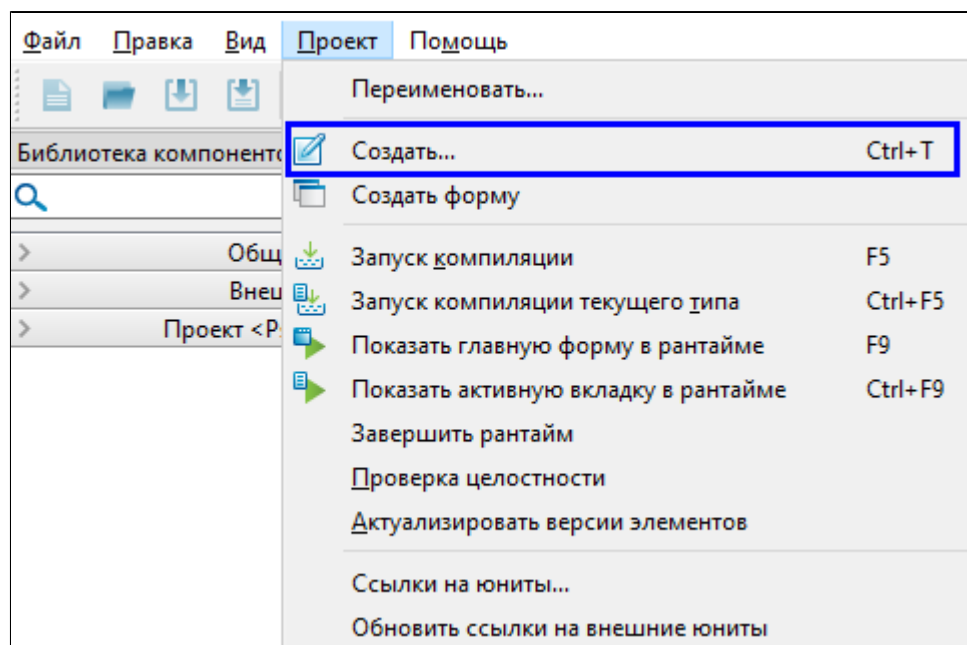 Файл Правка Вид Проект Помощь
Переименовать...
Библиотека компоненто
Создать... Ctrl+T
Создать форму
Общ
Запуск компиляции F5
Внеш
Запуск компиляции текущего типа Ctrl+F5
Проект <P
Показать главную форму в рантайме F9
Показать активную вкладку в рантайме Ctrl+F9
Завершить рантайм
Проверка целостности
Актуализировать версии элементов
Ссылки на юниты...
Обновить ссылки на внешние юниты